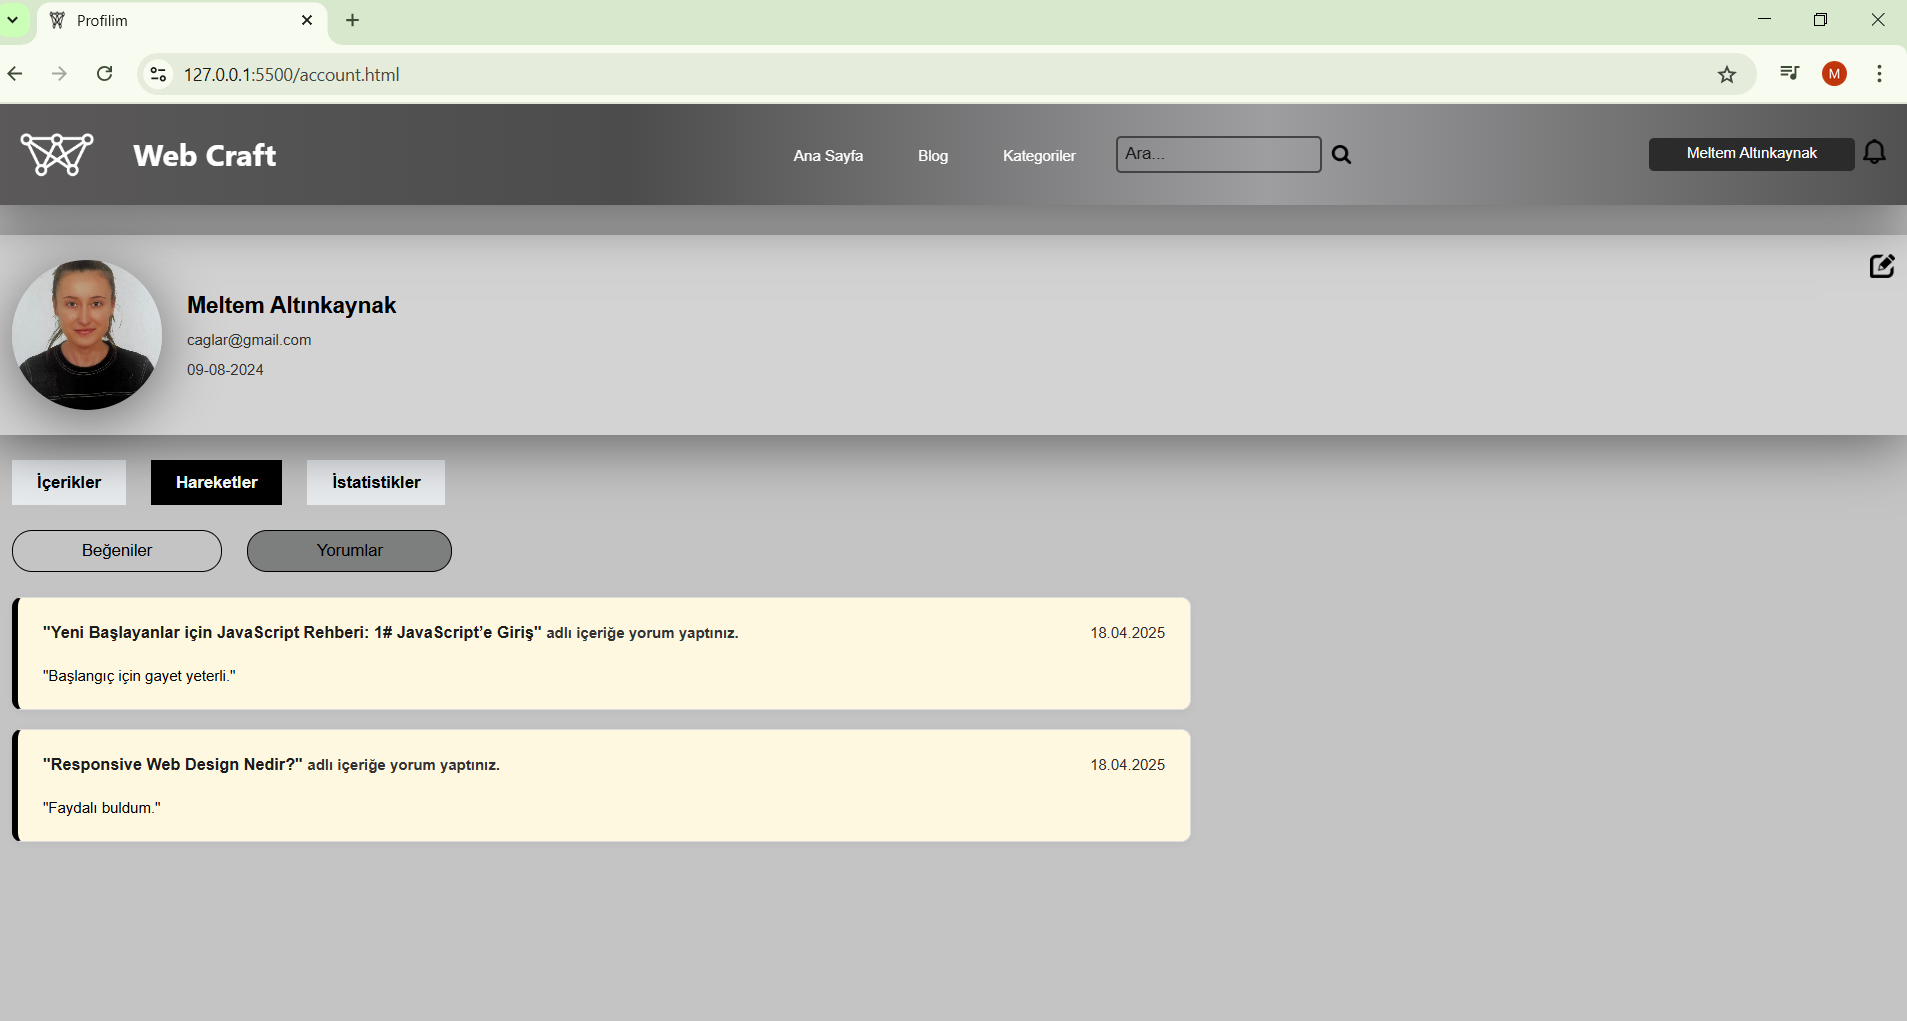 Profilim
127.0.0.1:5500/account.html
M
Web Craft
Ana Sayfa
Blog
Kategoriler
Ara...
Meltem Altınkaynak
Meltem Altınkaynak
caglar@gmail.com
09-08-2024
İçerikler
Hareketler
İstatistikler
Beğeniler
Yorumlar
"Yeni Başlayanlar için JavaScript Rehberi: 1# JavaScript’e Giriş" adlı içeriğe yorum yaptınız.
18.04.2025
"Başlangıç için gayet yeterli."
"Responsive Web Design Nedir?" adlı içeriğe yorum yaptınız.
18.04.2025
"Faydalı buldum."